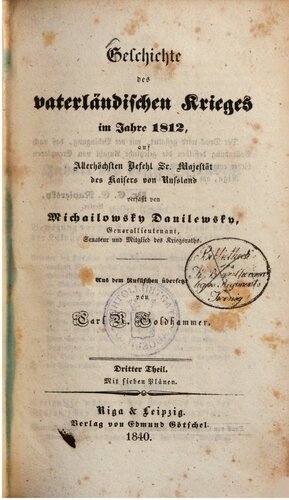 Geschichte
des
vaterländischen Krieges
im Jahre 1812,
auf
Allerhöchsten Befehl Sr. Majestät
des Kaisers von Russland
verfaßt von
Michailowsky Danilewsky,
Generallieutenant,
Senateur und Mitglied des Kriegsraths.
Aus dem Russischen übersetzt
von
Carl R. Goldhammer.
Bibliothek
Dritter Theil.
Mit sieben Plänen.
Riga & Leipzig.
Verlag von Edmund Götschel.
1840.